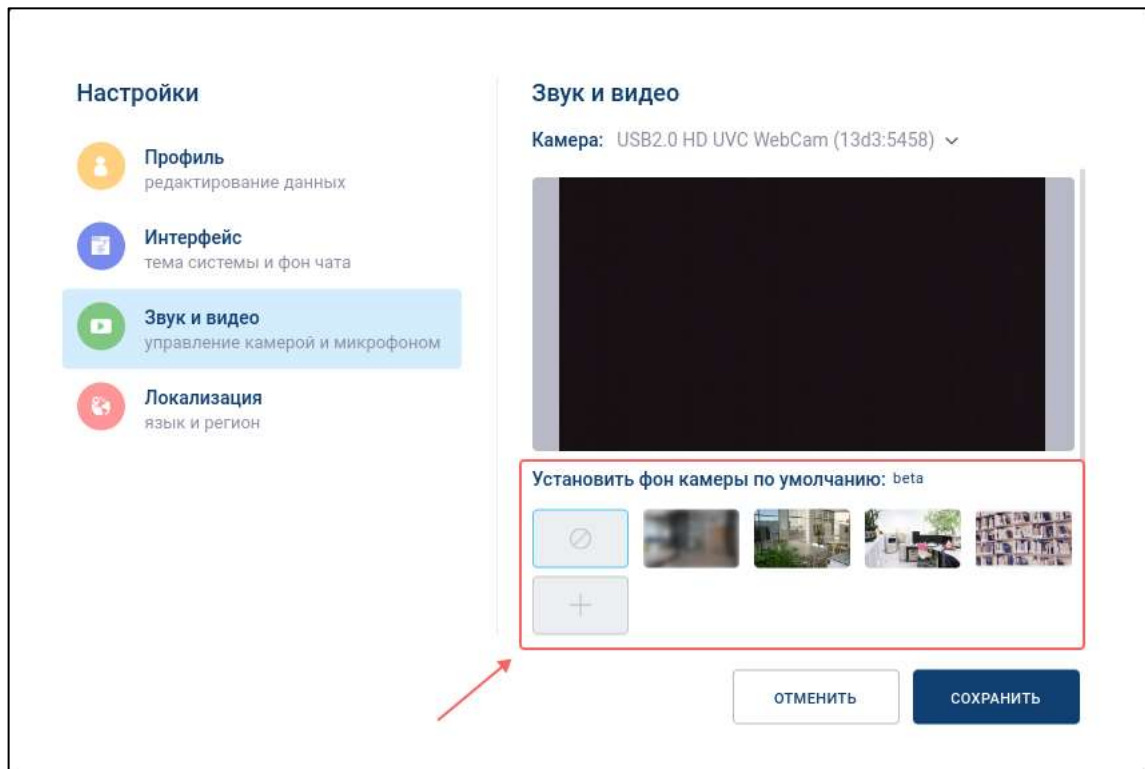 Настройки
Профиль
редактирование данных
Интерфейс
тема системы и фон чата
Звук и видео
управление камерой и микрофоном
Локализация
язык и регион
Звук и видео
Камера: USB2.0 HD UVC WebCam (13d3:5458)
Установить фон камеры по умолчанию: beta
ОТМЕНИТЬ
СОХРАНИТЬ